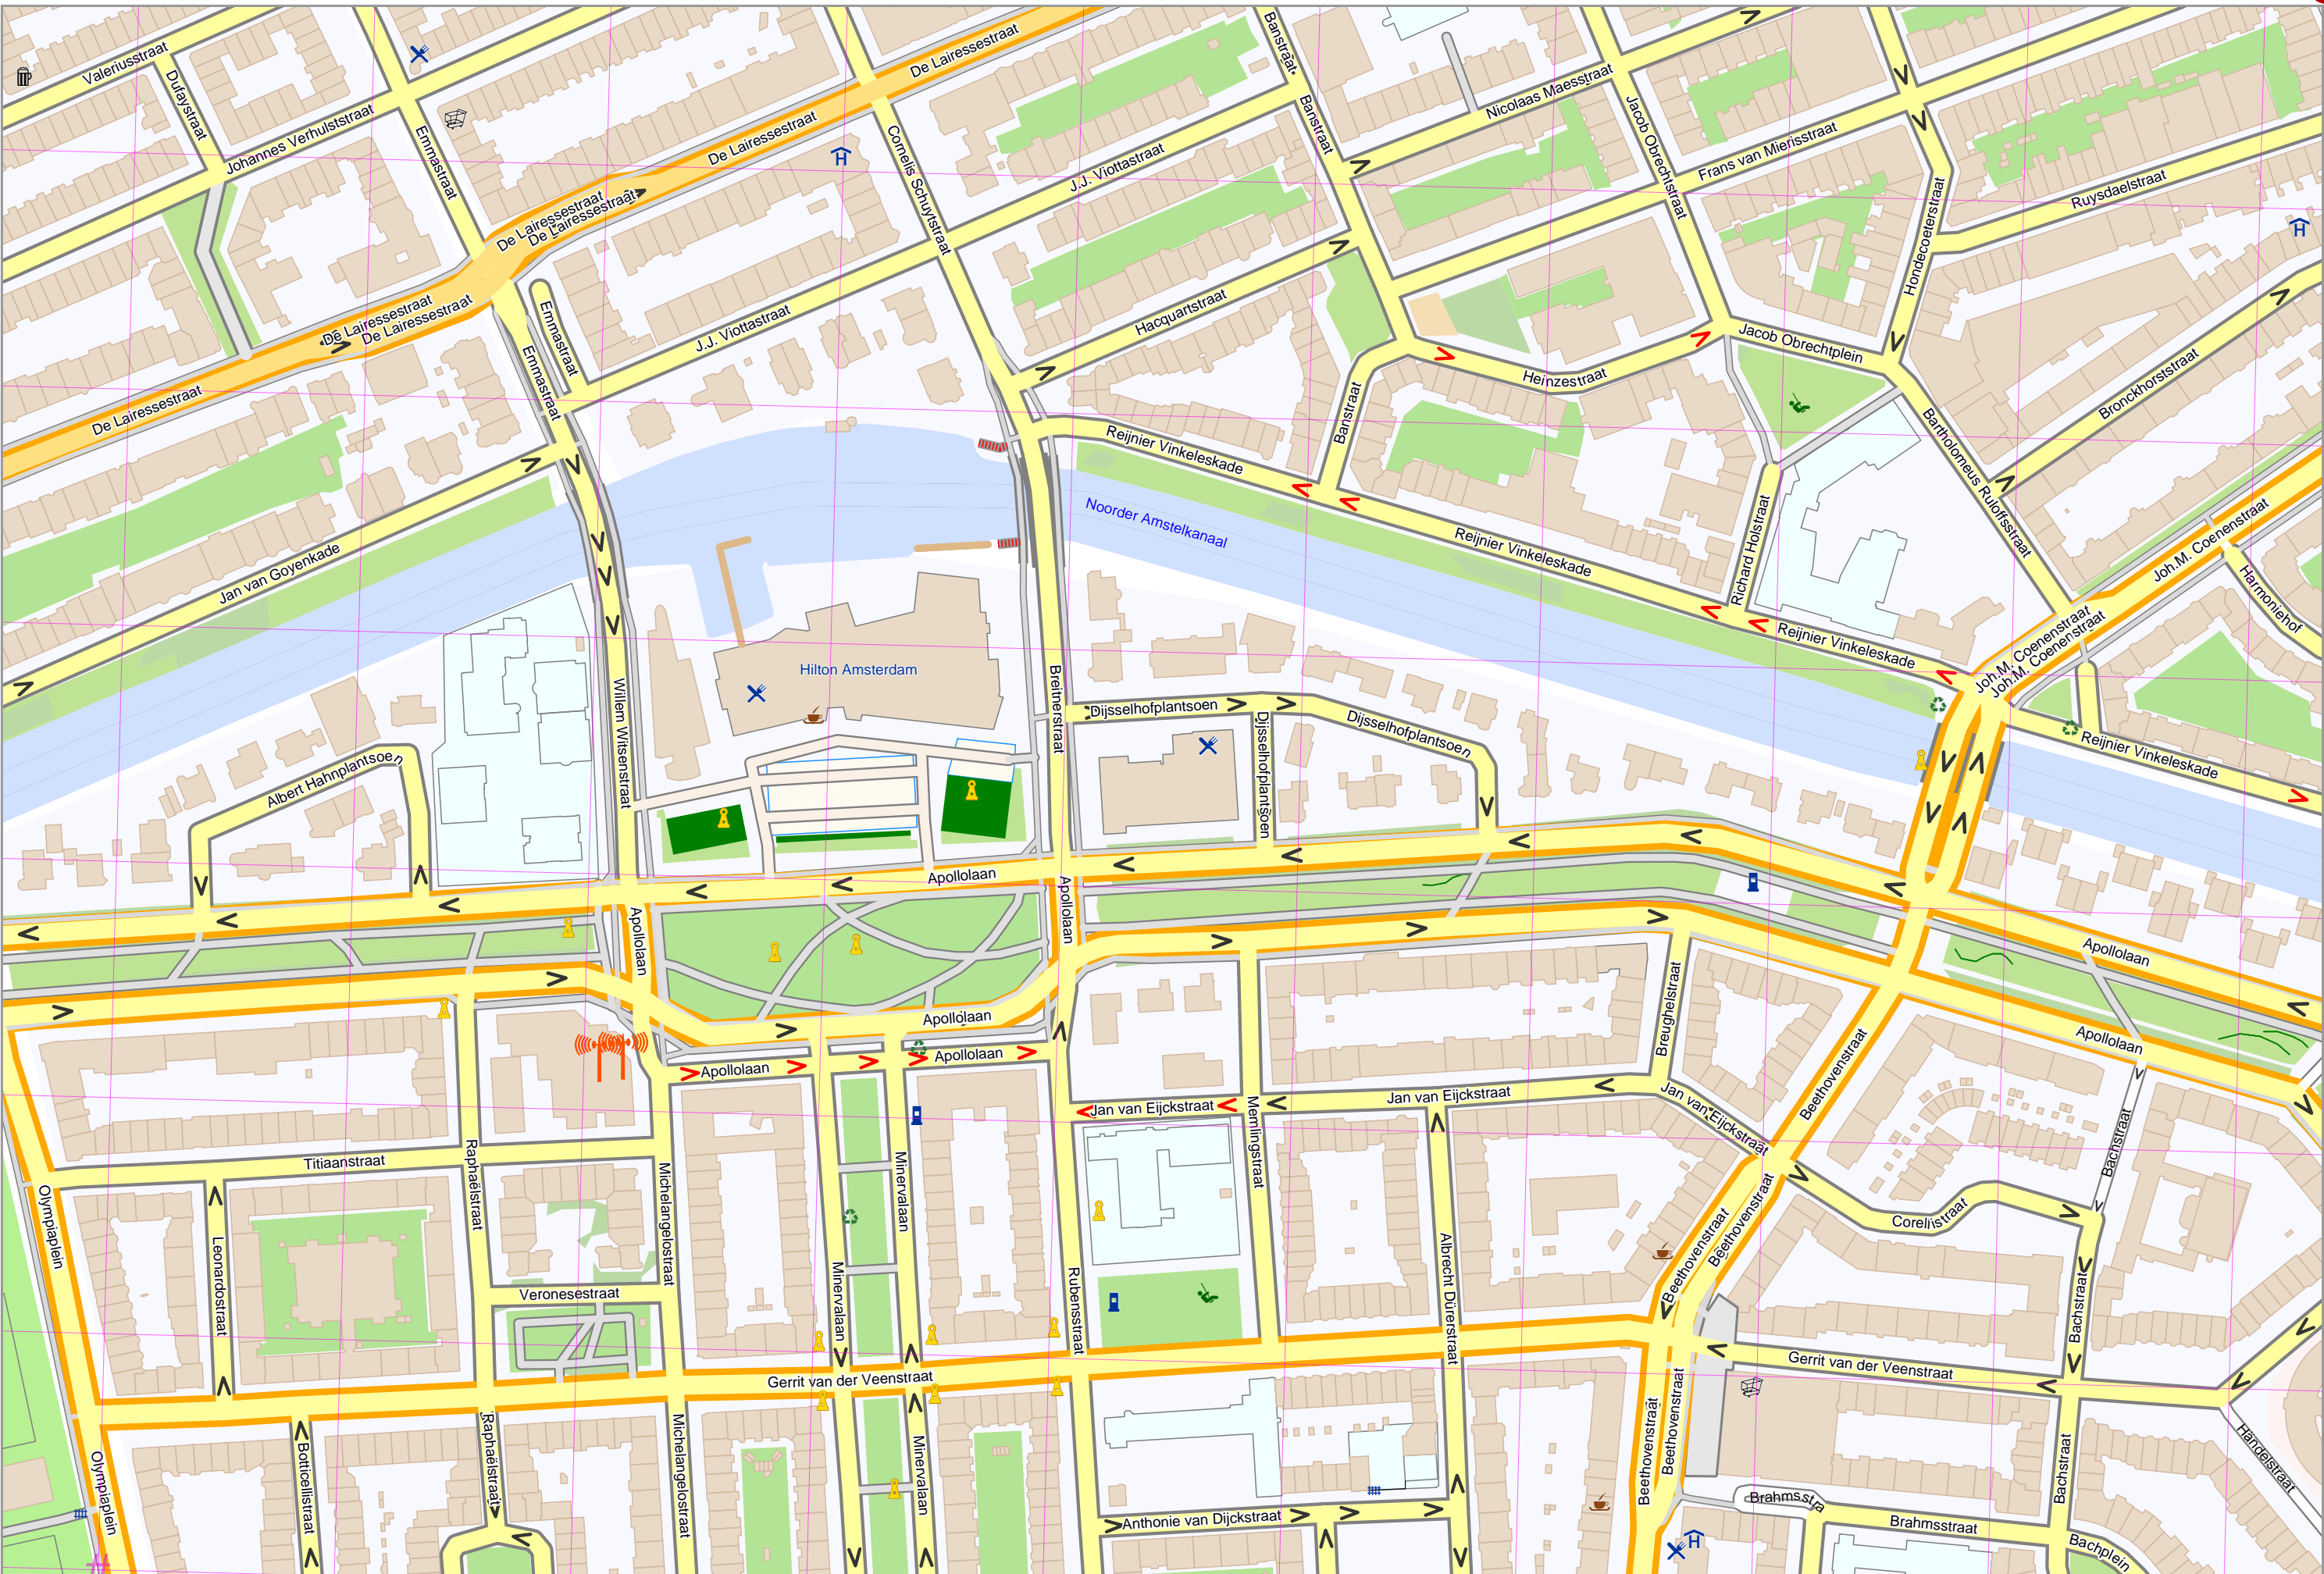 Valeriusstraat
Dufaystraat
Johannes Verhulststraat
Emmastraat
De Lairessestraat
De Lairessestraat
De Lairessestraat
De Lairessestraat
De Lairessestraat
De Lairessestraat
De Lairessestraat
Cornelis Schuytstraat
Banstraat
Banstraat
Nicolaas Maesstraat
Jacob Obrechtstraat
Frans van Mierisstraat
Hondecoeterstraat
Ruysdaelstraat
J.J. Viottastraat
J.J. Viottastraat
Hacquartstraat
Emmastraat
Emmastraat
Banstraat
Heinzestraat
Jacob Obrechtplein
Bronckhorststraat
Bartholomeus Ruloffsstraat
Reijnier Vinkeleskade
Reijnier Vinkeleskade
Reijnier Vinkeleskade
Reijnier Vinkeleskade
Noorder Amstelkanaal
Richard Holstraat
Joh.M. Coenenstraat
Joh.M. Coenenstraat
Joh.M. Coenenstraat
Harmoniehof
Jan van Goyenkade
Willem Witsenstraat
Hilton Amsterdam
Breitnerstraat
Dijsselhofplantsoen
Dijsselhofplantsoen
Dijsselhofplantsoen
Albert Hahnplantsoen
Apollolaan
Apollolaan
Apollolaan
Apollolaan
Apollolaan
Apollolaan
Apollolaan
Apollolaan
Breughelstraat
Beethovenstraat
Jan van Eijckstraat
Jan van Eijckstraat
Jan van Eijckstraat
Memlingstraat
Bachstraat
Titiaanstraat
Raphaëlstraat
Michelangelostraat
Minervalaan
Minervalaan
Olympiaplein
Leonardostraat
Veronesestraat
Rubensstraat
Albrecht Dürerstraat
Beethovenstraat
Beethovenstraat
Corellistraat
Bachstraat
Gerrit van der Veenstraat
Gerrit van der Veenstraat
Olympiaplein
Botticellistraat
Raphaëlstraat
Michelangelostraat
Minervalaan
Anthonie van Dijckstraat
Beethovenstraat
Beethovenstraat
Brahmsstra
Brahmsstraat
Bachstraat
Bachplein
Händelstraat